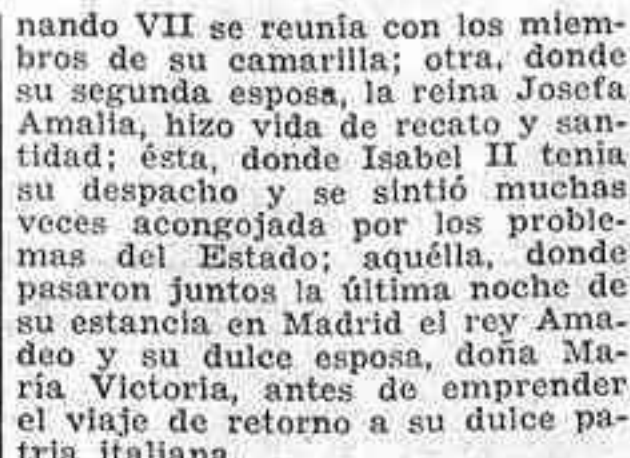 nando VII se reunía con los miem-
bros de su camarilla; otra, donde
su segunda esposa, la reina Josefa
Amalia, hizo vida de recato y san-
tidad; ésta, donde Isabel II tenia
su despacho y se sintió muchas
veces acongojada por los proble-
mas del Estado; aquélla, donde
pasaron juntos la última noche de
su estancia en Madrid el rey Ama-
deo y su dulce esposa, doña Ma-
ría Victoria, antes de emprender
el viaje de retorno a su dulce pa-
tria italiana